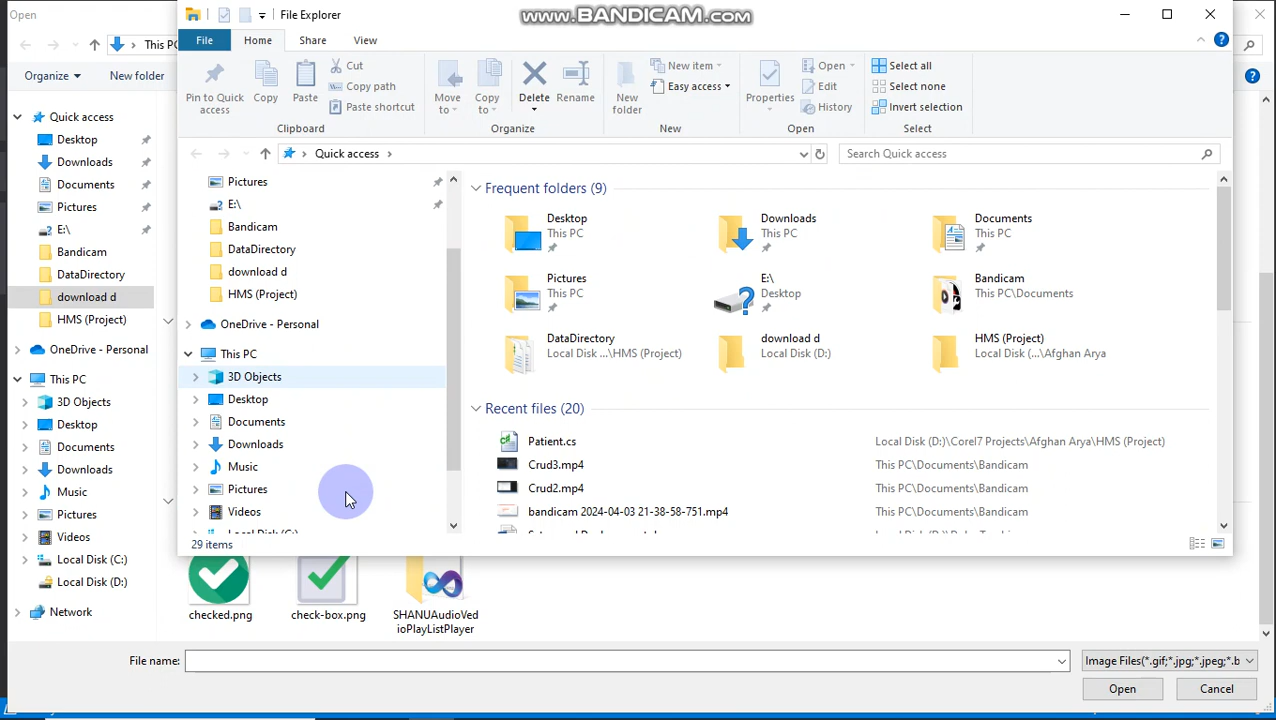 Open
File Explorer
www.BANDICAM.com
This PC
File
Home
Share
View
Organize
New folder
Pin to Quick access
Copy
Paste
Cut
Copy path
Paste shortcut
Clipboard
Move to
Copy to
Delete
Rename
Organize
New folder
New item
Easy access
New
Properties
Open
Edit
History
Open
Select all
Select none
Invert selection
Select
Quick access
Search Quick access
Quick access
Desktop
Downloads
Documents
Pictures
E:\
Bandicam
DataDirectory
download d
HMS (Project)
OneDrive - Personal
This PC
3D Objects
Desktop
Documents
Downloads
Music
Pictures
Videos
Local Disk (C:)
Local Disk (D:)
Network
Pictures
E:\
Bandicam
DataDirectory
download d
HMS (Project)
OneDrive - Personal
This PC
3D Objects
Desktop
Documents
Downloads
Music
Pictures
Videos
Local Disk (C:)
29 items
Frequent folders (9)
Desktop
This PC
Downloads
This PC
Documents
This PC
Pictures
This PC
E:\
Desktop
Bandicam
This PC\Documents
DataDirectory
Local Disk ...\HMS (Project)
download d
Local Disk (D:)
HMS (Project)
Local Disk (...\Afghan Arya
Recent files (20)
Patient.cs Local Disk (D:)\Corel7 Projects\Afghan Arya\HMS (Project)
Crud3.mp4 This PC\Documents\Bandicam
Crud2.mp4 This PC\Documents\Bandicam
bandicam 2024-04-03 21-38-58-751.mp4 This PC\Documents\Bandicam
checked.png
check-box.png
SHANUAudioVed
ioPlayListPlayer
File name:
Image Files(*.gif;*.jpg;*.jpeg;*.b
Open
Cancel